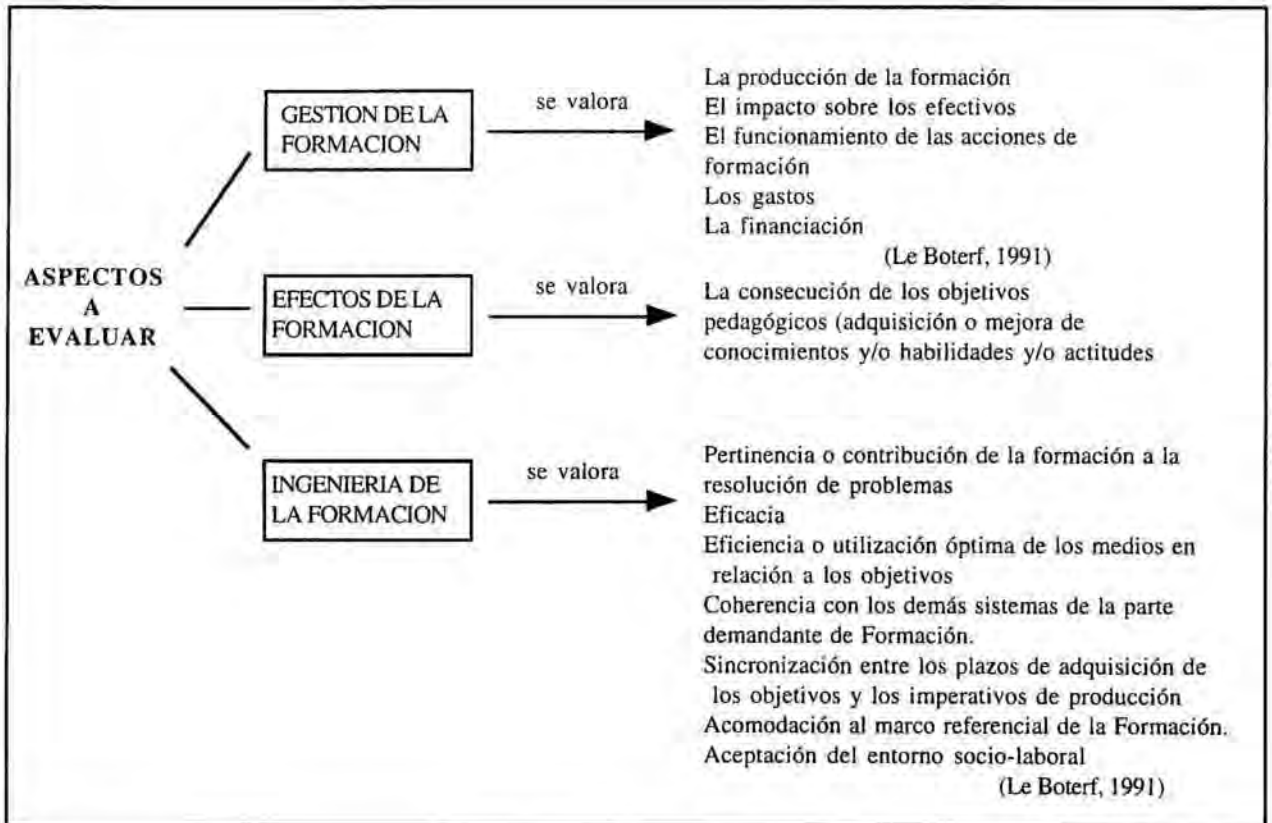 ASPECTOS
A
EVALUAR
GESTION DE LA
FORMACION
se valora
La producción de la formación
El impacto sobre los efectivos
El funcionamiento de las acciones de
formación
Los gastos
La financiación
(Le Boterf, 1991)
EFECTOS DE LA
FORMACION
se valora
La consecución de los objetivos
pedagógicos (adquisición o mejora de
conocimientos y/o habilidades y/o actitudes
INGENIERIA DE
LA FORMACION
se valora
Pertinencia o contribución de la formación a la
resolución de problemas
Eficacia
Eficiencia o utilización óptima de los medios en
relación a los objetivos
Coherencia con los demás sistemas de la parte
demandante de Formación.
Sincronización entre los plazos de adquisición de
los objetivos y los imperativos de producción
Acomodación al marco referencial de la Formación.
Aceptación del entorno socio-laboral
(Le Boterf, 1991)